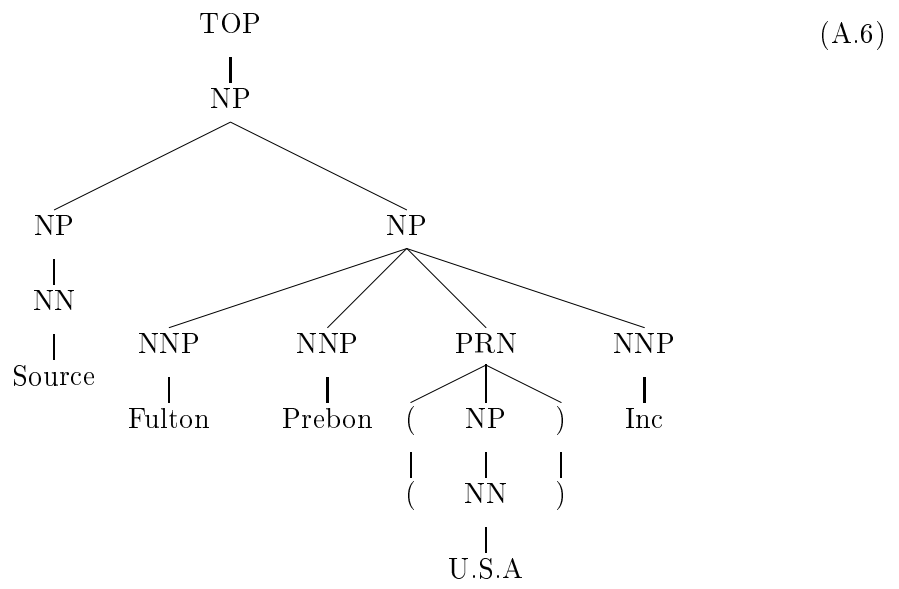 TOP (A.6)
NP
NP NP
NN NNP NNP PRN NNP
Source Fulton Prebon ( NP ) Inc
( NN )
U.S.A